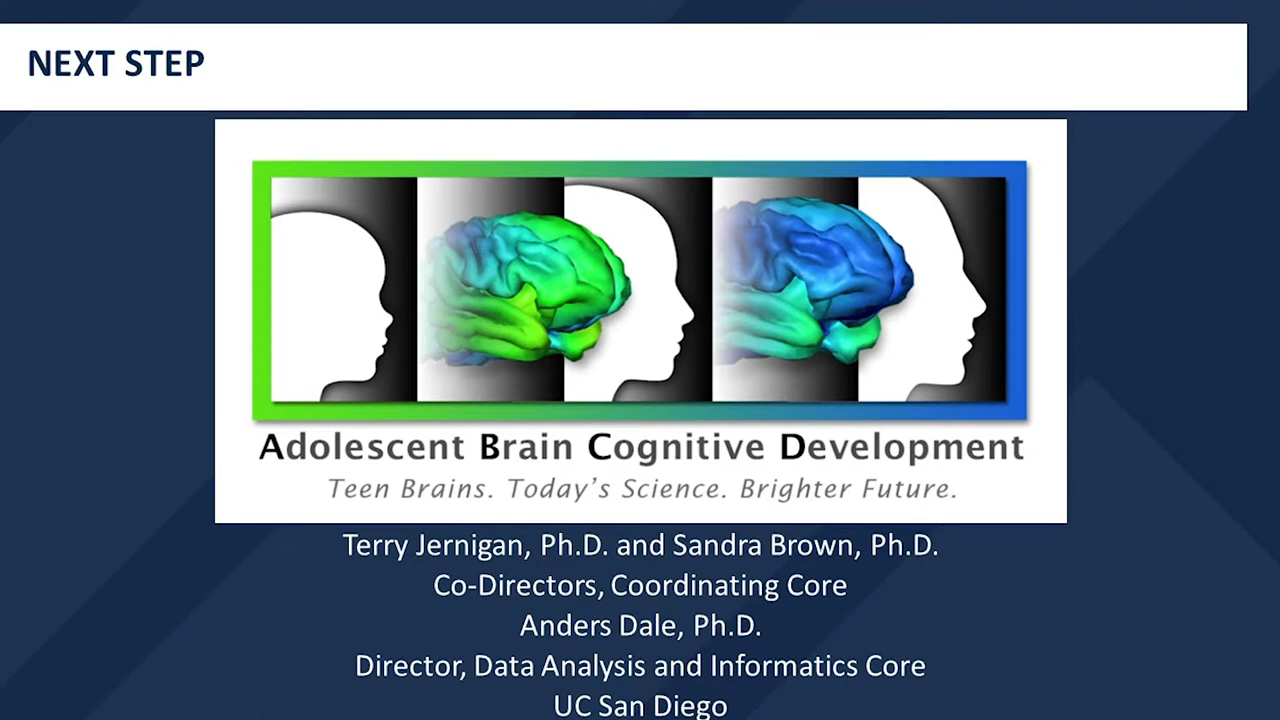 NEXT STEP
Adolescent Brain Cognitive Development
Teen Brains. Today's Science. Brighter Future.
Terry Jernigan, Ph.D. and Sandra Brown, Ph.D.
Co-Directors, Coordinating Core
Anders Dale, Ph.D.
Director, Data Analysis and Informatics Core
UC San Diego